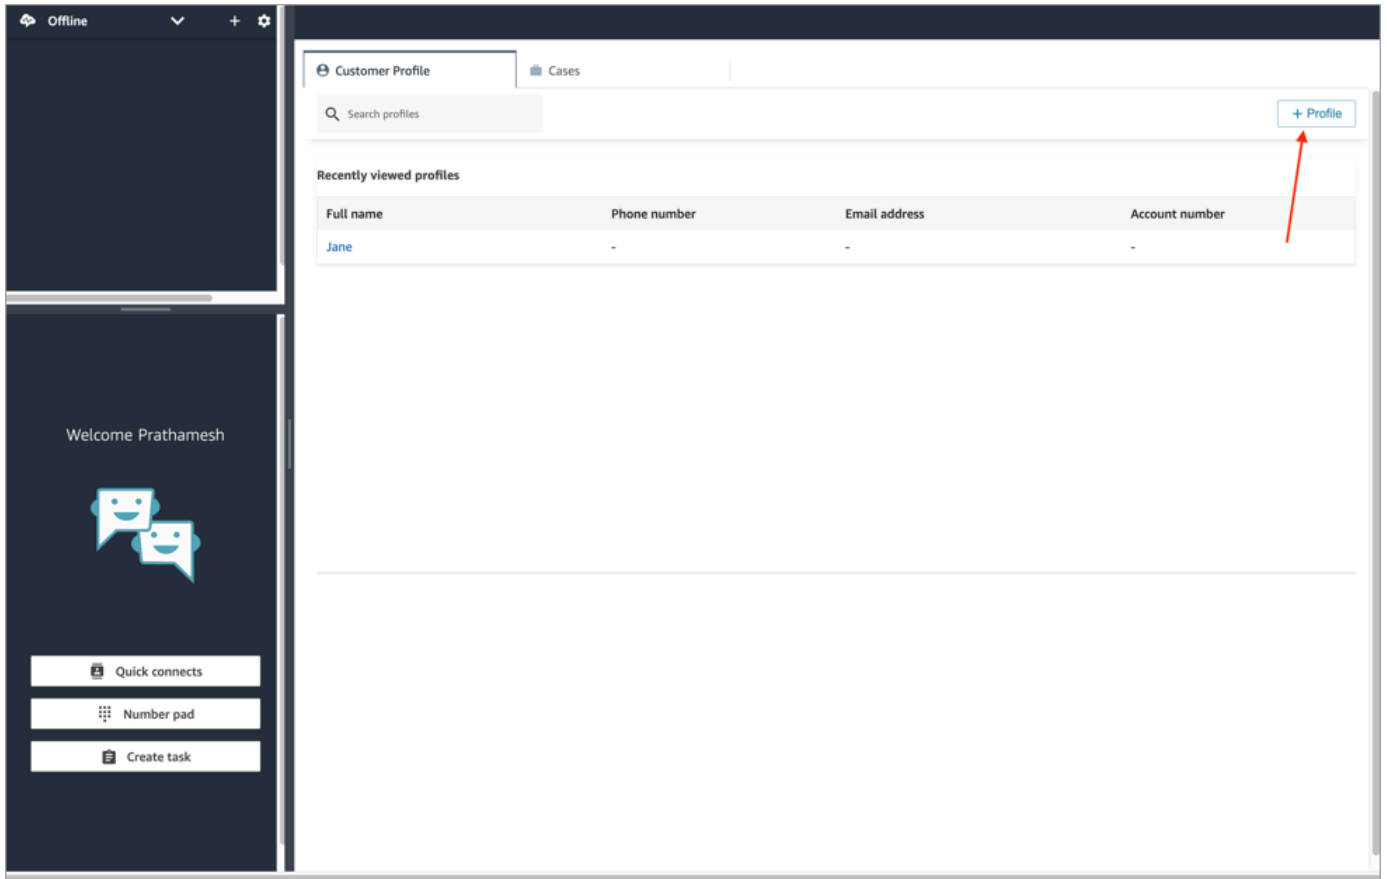 Offline
Customer Profile
Cases
Search profiles
+ Profile
Recently viewed profiles
Full name Phone number Email address Account number
Jane - - -
Welcome Prathamesh
Quick connects
Number pad
Create task